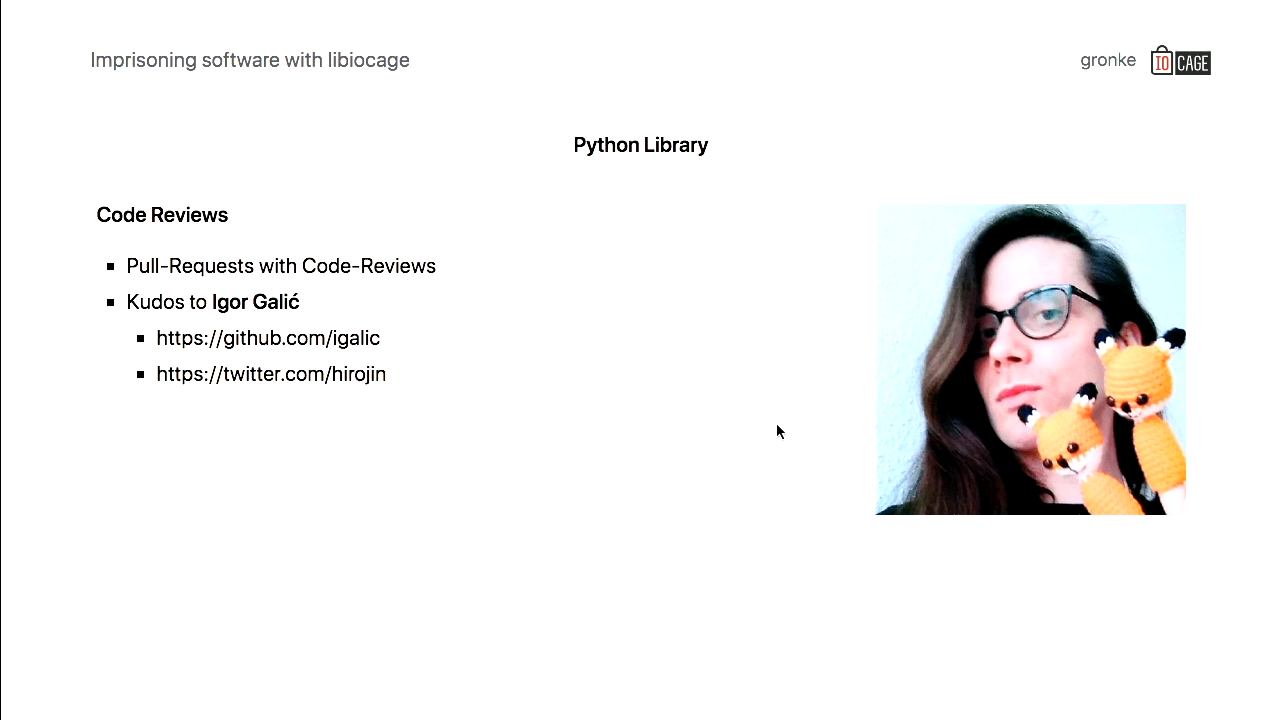 Imprisoning software with libiocage
gronke IO CAGE
Python Library
Code Reviews
Pull-Requests with Code-Reviews
Kudos to Igor Galić
https://github.com/igalic
https://twitter.com/hirojin